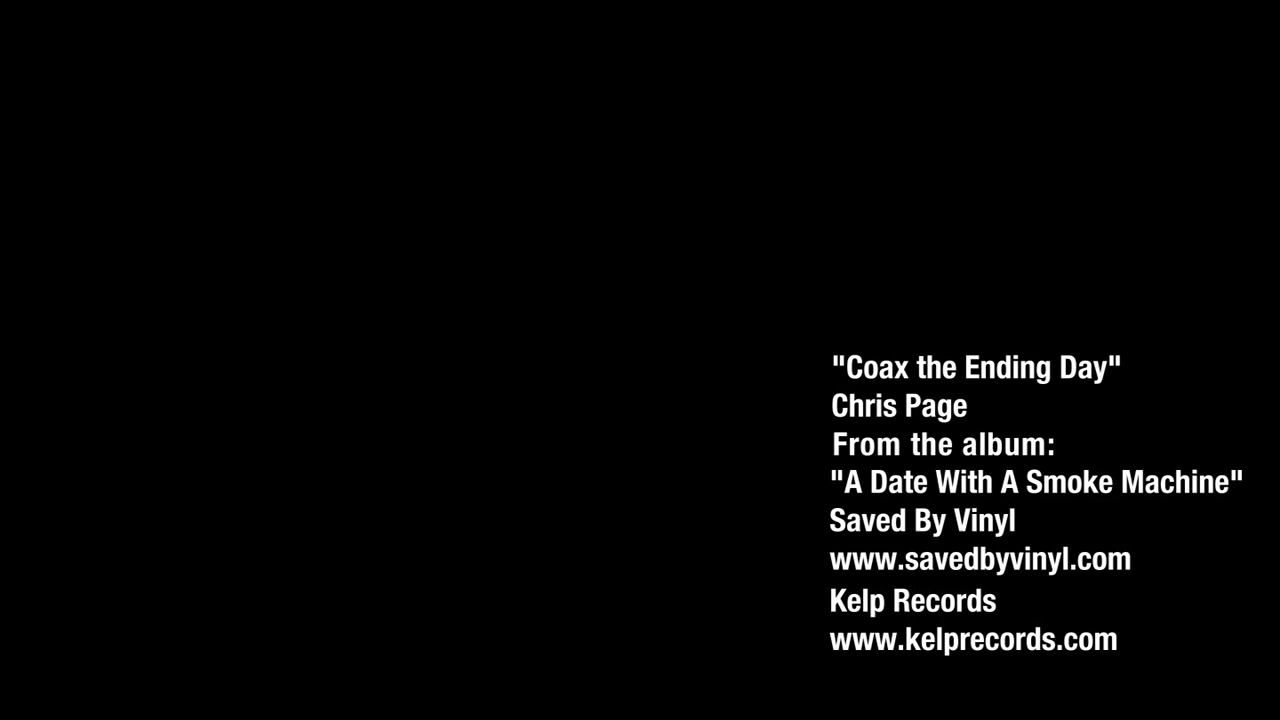 "Coax the Ending Day"
Chris Page
From the album:
"A Date With A Smoke Machine"
Saved By Vinyl
www.savedbyvinyl.com
Kelp Records
www.kelprecords.com